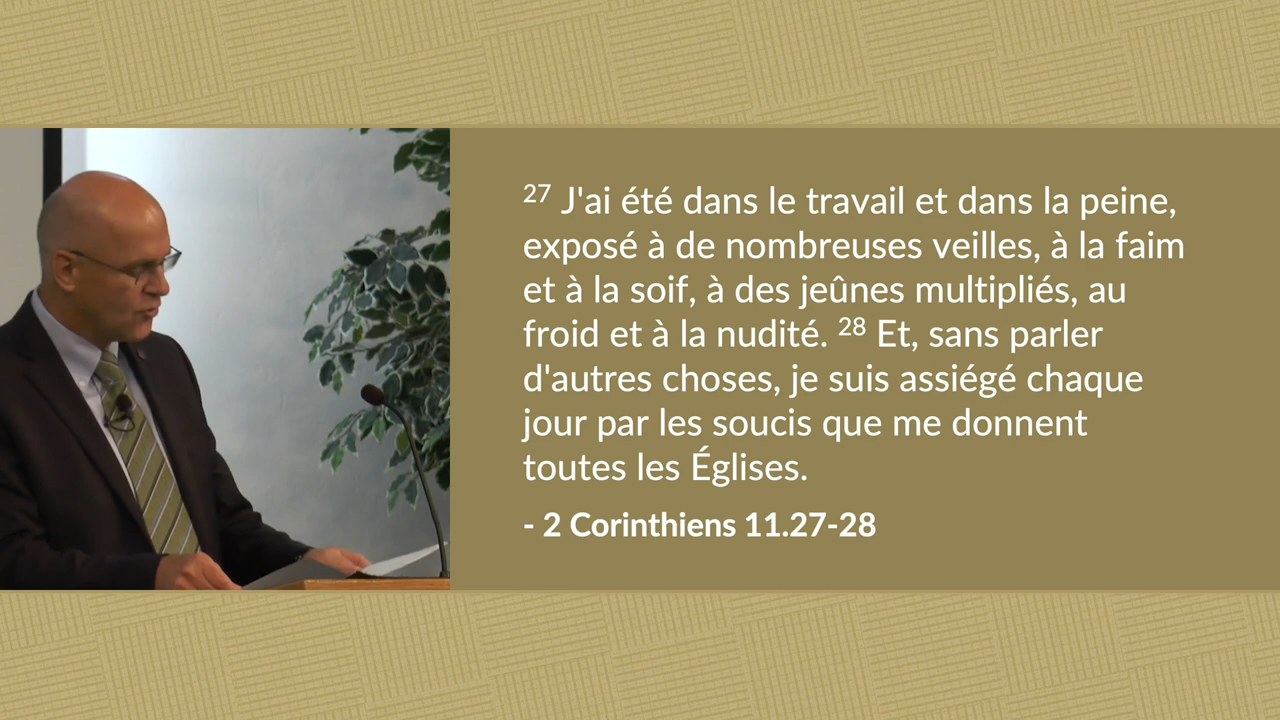 27 J'ai été dans le travail et dans la peine,
exposé à de nombreuses veilles, à la faim
et à la soif, à des jeûnes multipliés, au
froid et à la nudité. 28 Et, sans parler
d'autres choses, je suis assiégé chaque
jour par les soucis que me donnent
toutes les Églises.
- 2 Corinthiens 11.27-28